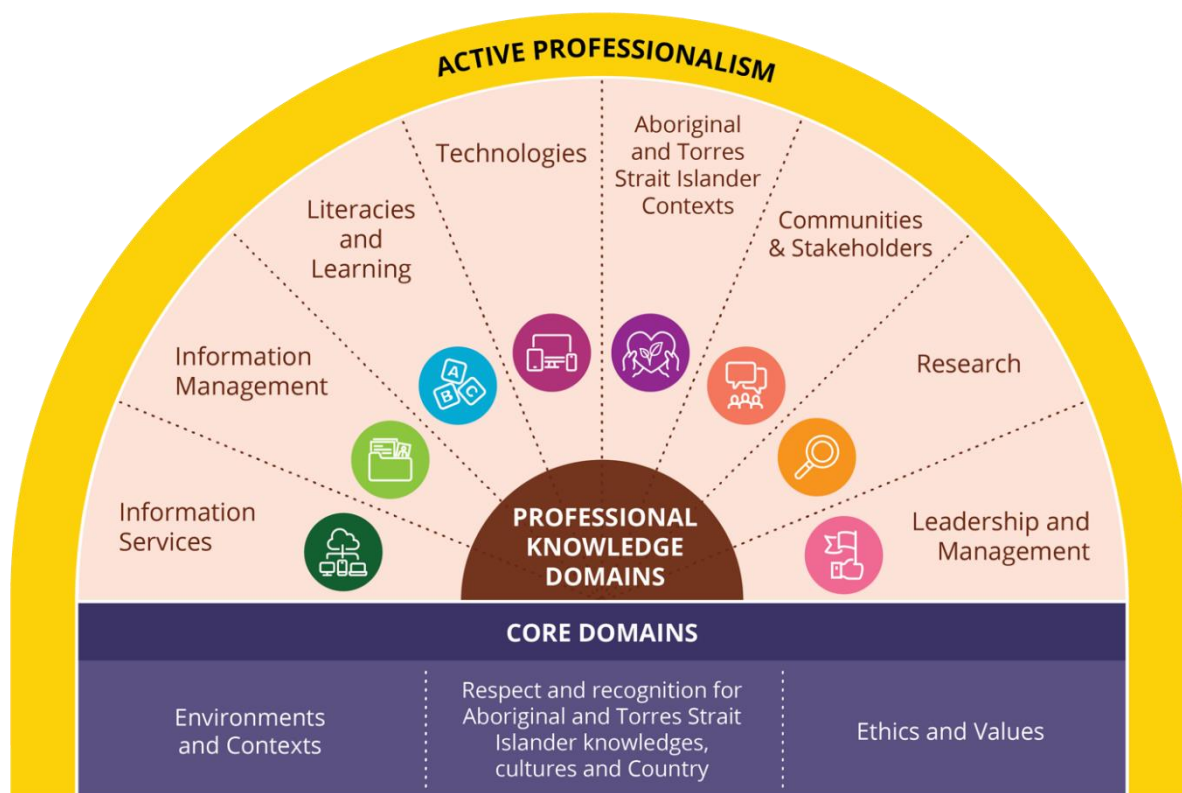 ACTIVE PROFESSIONALISM
Information
Services
Information
Management
Literacies
and
Learning
Technologies
Aboriginal
and Torres
Strait Islander
Contexts
Communities
& Stakeholders
Research
Leadership and
Management
A
B
C
PROFESSIONAL
KNOWLEDGE
DOMAINS
CORE DOMAINS
Environments
and Contexts
Respect and recognition for
Aboriginal and Torres Strait
Islander knowledges,
cultures and Country
Ethics and Values